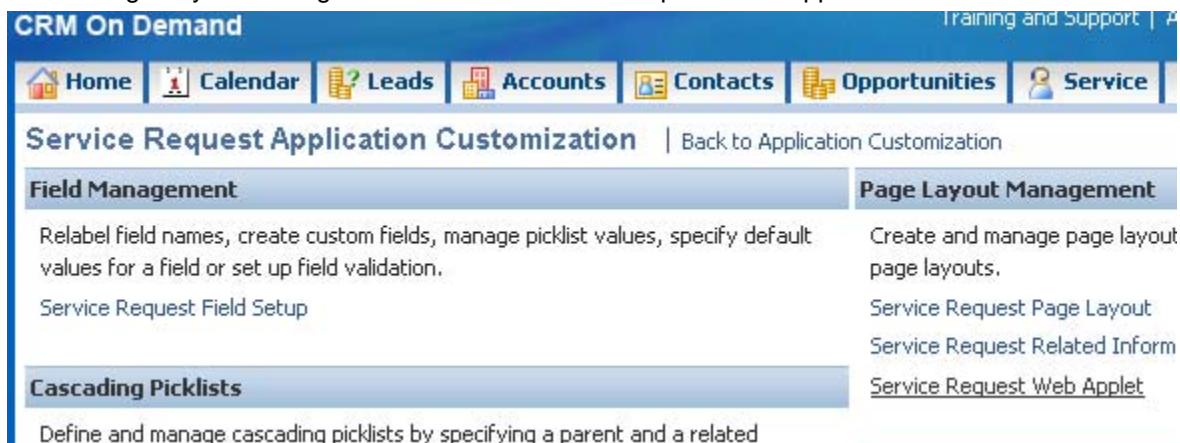 CRM On Demand
Training and Support |
Home Calendar Leads Accounts Contacts Opportunities Service
Service Request Application Customization | Back to Application Customization
Field Management
Relabel field names, create custom fields, manage picklist values, specify default
values for a field or set up field validation.
Service Request Field Setup
Cascading Picklists
Define and manage cascading picklists by specifying a parent and a related
Page Layout Management
Create and manage page layout
page layouts.
Service Request Page Layout
Service Request Related Inform
Service Request Web Applet